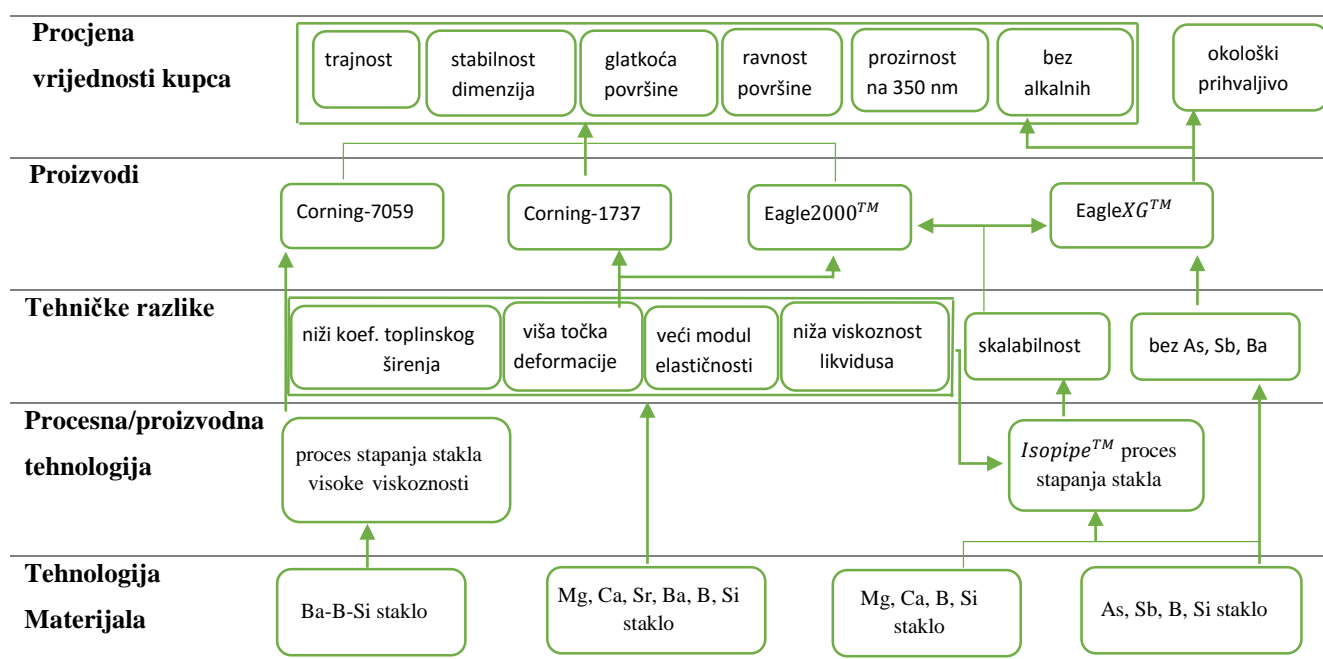 Procjena
vrijednosti kupca
trajnost
stabilnost
dimenzija
glatkoća
površine
ravnost
površine
prozirnost
na 350 nm
bez
alkalnih
okološki
prihvaljivo
Proizvodi
Corning-7059
Corning-1737
Eagle2000™
EagleXG™
Tehničke razlike
niži koef. toplinskog
širenja
viša točka
deformacije
veći modul
elastičnosti
niža viskoznost
likvidusa
skalabilnost
bez As, Sb, Ba
Procesna/proizvodna
tehnologija
proces stapanja stakla
visoke viskoznosti
Isopipe™ proces
stapanja stakla
Tehnologija
Materijala
Ba-B-Si staklo
Mg, Ca, Sr, Ba, B, Si
staklo
Mg, Ca, B, Si
staklo
As, Sb, B, Si staklo